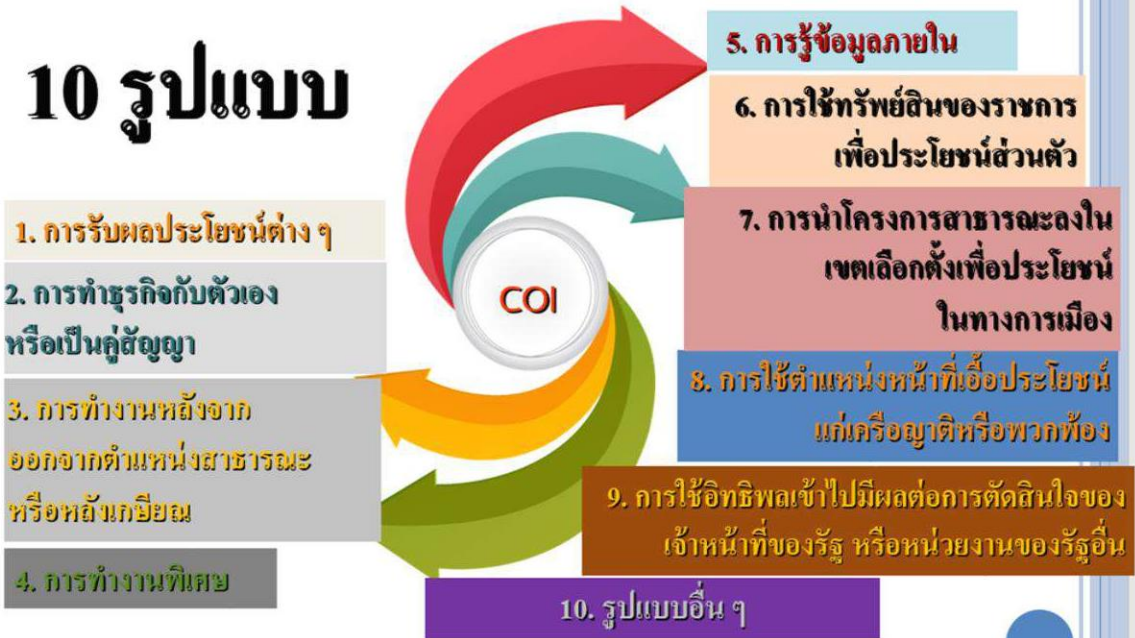 10 รูปแบบ
1. การรับผลประโยชน์ต่าง ๆ
2. การทำธุรกิจกับตัวเอง
หรือเป็นคู่สัญญา
3. การทำงานหลังจาก
ออกจากตำแหน่งสาธารณะ
หรือหลังเกษียณ
4. การทำงานพิเศษ
COI
5. การรู้ข้อมูลภายใน
6. การใช้ทรัพย์สินของราชการ
เพื่อประโยชน์ส่วนตัว
7. การนำโครงการสาธารณะลงใน
เขตเลือกตั้งเพื่อประโยชน์
ในทางการเมือง
8. การใช้ตำแหน่งหน้าที่เอื้อประโยชน์
แก่เครือญาติหรือพวกพ้อง
9. การใช้อิทธิพลเข้าไปมีผลต่อการตัดสินใจของ
เจ้าหน้าที่ของรัฐ หรือหน่วยงานของรัฐอื่น
10. รูปแบบอื่น ๆ